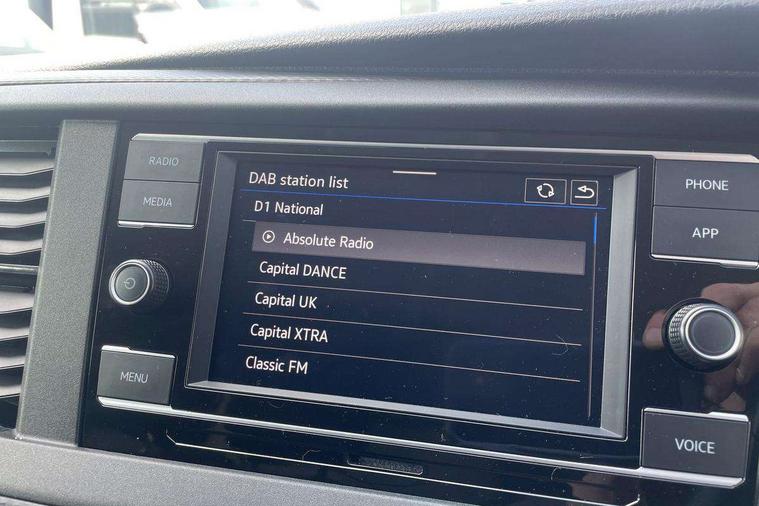 RADIO
MEDIA
MENU
DAB station list
D1 National
Absolute Radio
Capital DANCE
Capital UK
Capital XTRA
Classic FM
PHONE
APP
VOICE